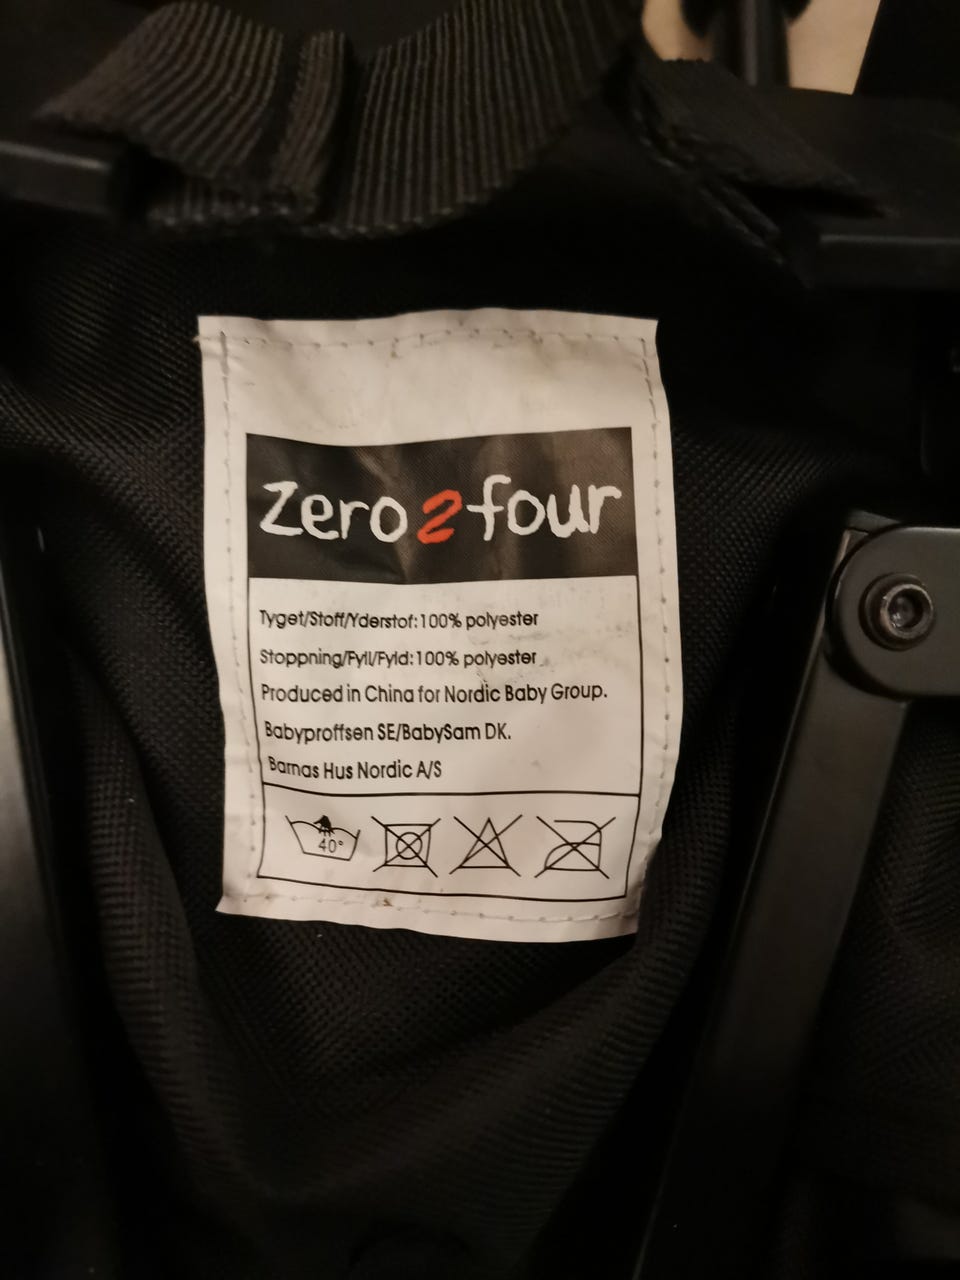 zero2four
Tyget/Stoff/Yderstof:100% polyester
Stoppning/Fyll/Fyld:100% polyester
Produced in China for Nordic Baby Group.
Babyproffsen SE/BabySam DK.
Barnas Hus Nordic A/S
40°